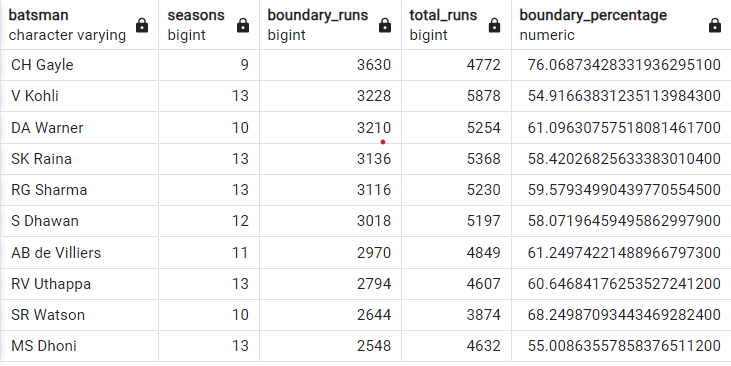 batsman seasons boundary_runs total_runs boundary_percentage
character varying bigint bigint bigint numeric
CH Gayle 9 3630 4772 76.06873428331936295100
V Kohli 13 3228 5878 54.91663831235113984300
DA Warner 10 3210 5254 61.09630757518081461700
SK Raina 13 3136 5368 58.42026825633383010400
RG Sharma 13 3116 5230 59.57934990439770554500
S Dhawan 12 3018 5197 58.07196459495862997900
AB de Villiers 11 2970 4849 61.24974221488966797300
RV Uthappa 13 2794 4607 60.64684176253527241200
SR Watson 10 2644 3874 68.24987093443469282400
MS Dhoni 13 2548 4632 55.00863557858376511200